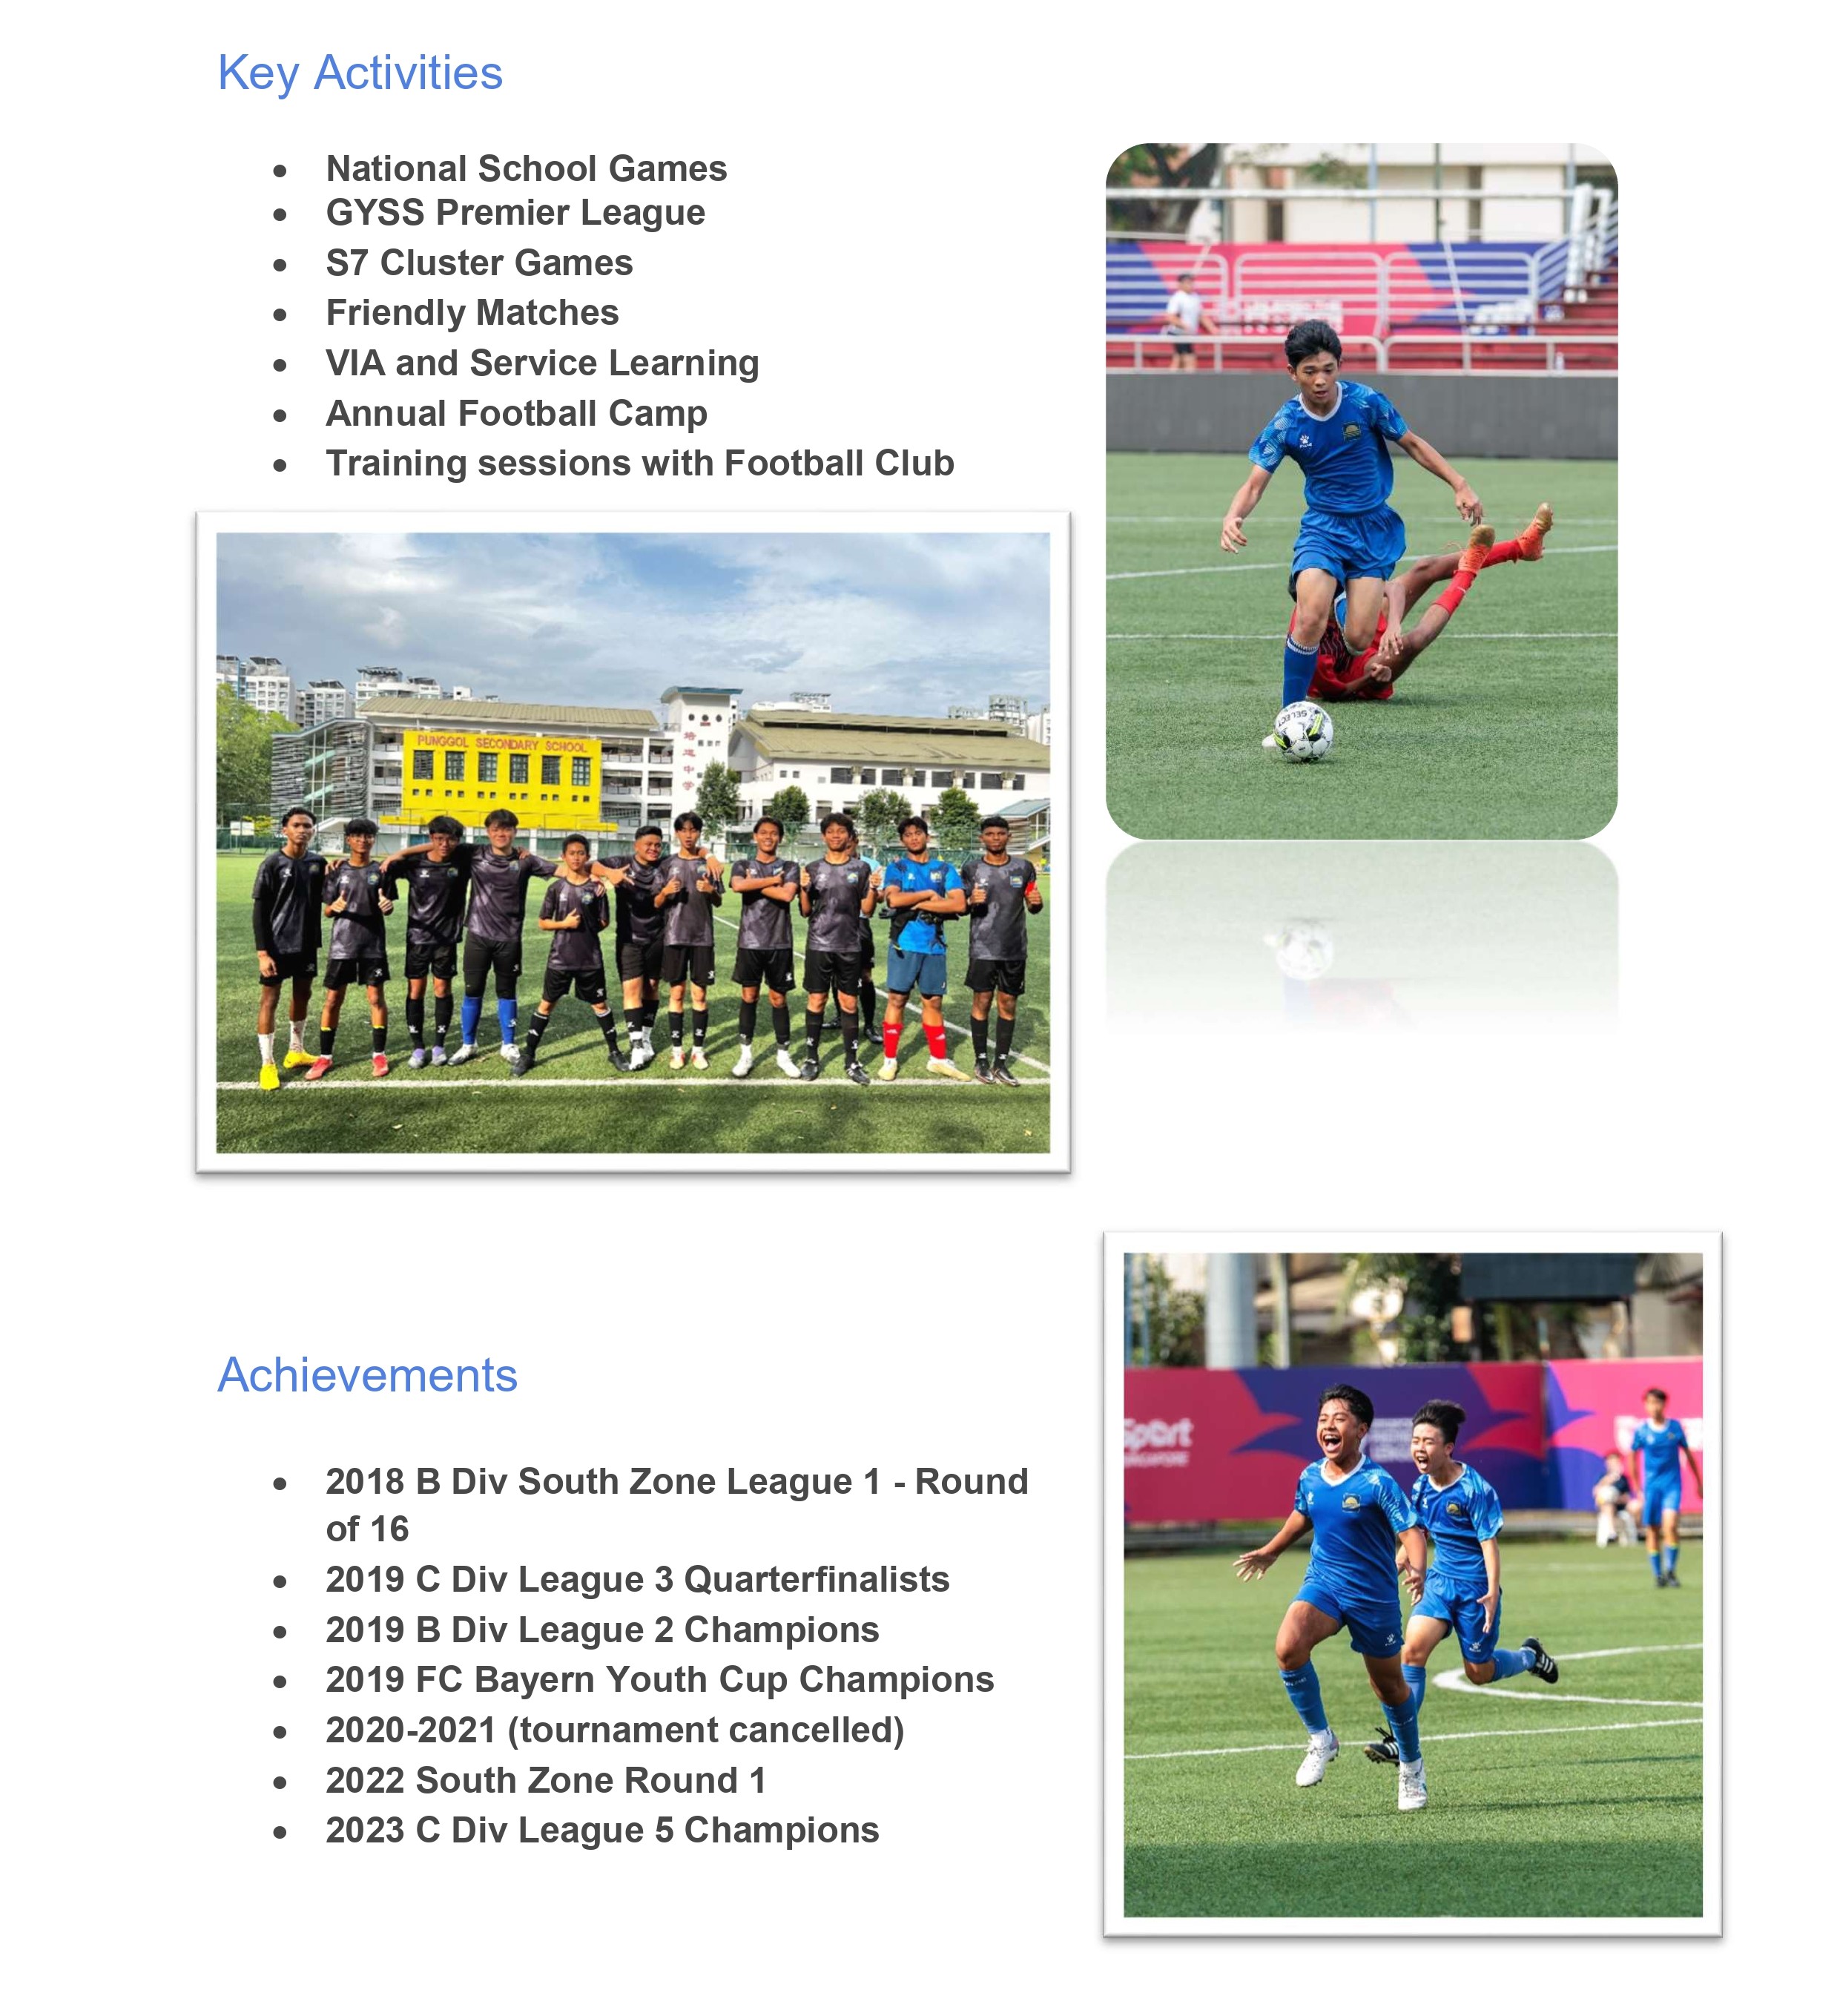 Key Activities
National School Games
GYSS Premier League
S7 Cluster Games
Friendly Matches
VIA and Service Learning
Annual Football Camp
Training sessions with Football Club
PUNGGOL SECONDARY SCHOOL
SELECT
Achievements
2018 B Div South Zone League 1 - Round
of 16
2019 C Div League 3 Quarterfinalists
2019 B Div League 2 Champions
2019 FC Bayern Youth Cup Champions
2020-2021 (tournament cancelled)
2022 South Zone Round 1
2023 C Div League 5 Champions
Sport